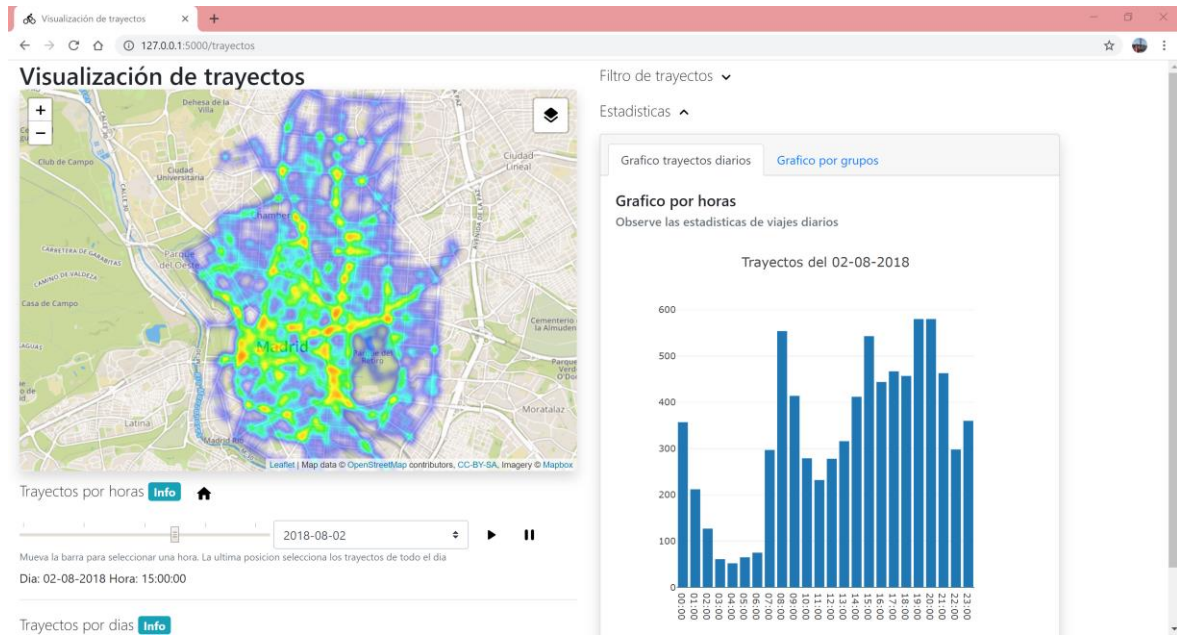 Visualización de trayectos
127.0.0.1:5000/trayectos
Visualización de trayectos
+
−
Dehesa de la
Villa
Club de Campo
Ciudad
Universitaria
Ciudad
Lineal
CALLE 30
Chamberí
CARRETERA DE GARABITAS
Parque
del Oeste
CAMINO DE VALDEZA
Casa de Campo
Cementerio
la Almuden
Madrid
Parque del
Retiro
Parque
Verd
O'Do
Moratalaz
Latina
Madrid Río
Leaflet | Map data © OpenStreetMap contributors, CC-BY-SA, Imagery © Mapbox
Trayectos por horas Info
2018-08-02
Mueva la barra para seleccionar una hora. La ultima posicion selecciona los trayectos de todo el dia
Dia: 02-08-2018 Hora: 15:00:00
Trayectos por dias Info
Filtro de trayectos
Estadisticas
Grafico trayectos diarios Grafico por grupos
Grafico por horas
Observe las estadisticas de viajes diarios
Trayectos del 02-08-2018
600
500
400
300
200
100
0
00:00 01:00 02:00 03:00 04:00 05:00 06:00 07:00 08:00 09:00 10:00 11:00 12:00 13:00 14:00 15:00 16:00 17:00 18:00 19:00 20:00 21:00 22:00 23:00